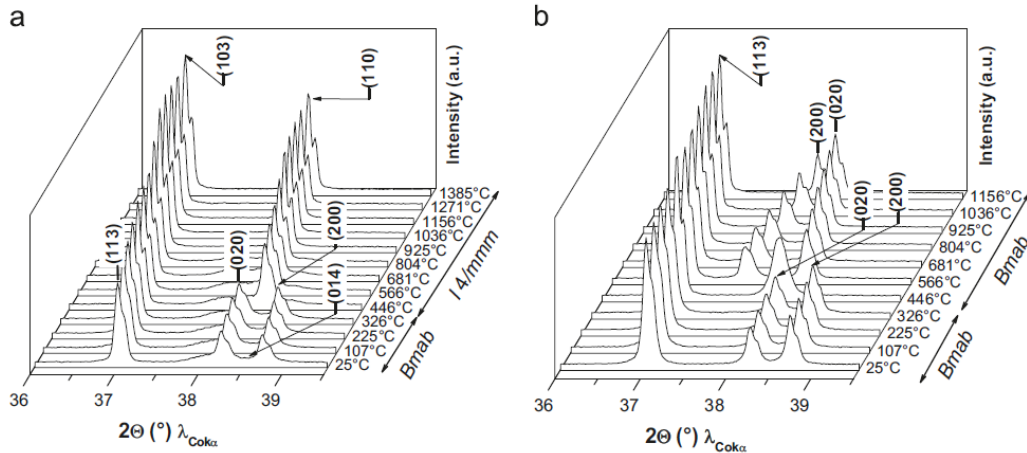 a
(103)
(110)
Intensity (a.u.)
1385°C
1271°C
1156°C
1036°C
925°C
804°C
681°C
566°C
446°C
326°C
225°C
107°C
25°C
(113)
(020)
(200)
(014)
I 4/mmm
Bmab
36
37
38
39
2Θ (°) λCokα
b
(113)
(200)
(020)
Intensity (a.u.)
(020)
(200)
1156°C
1036°C
925°C
804°C
681°C
566°C
446°C
326°C
225°C
107°C
25°C
Bmab
Bmab
36
37
38
39
2Θ (°) λCokα